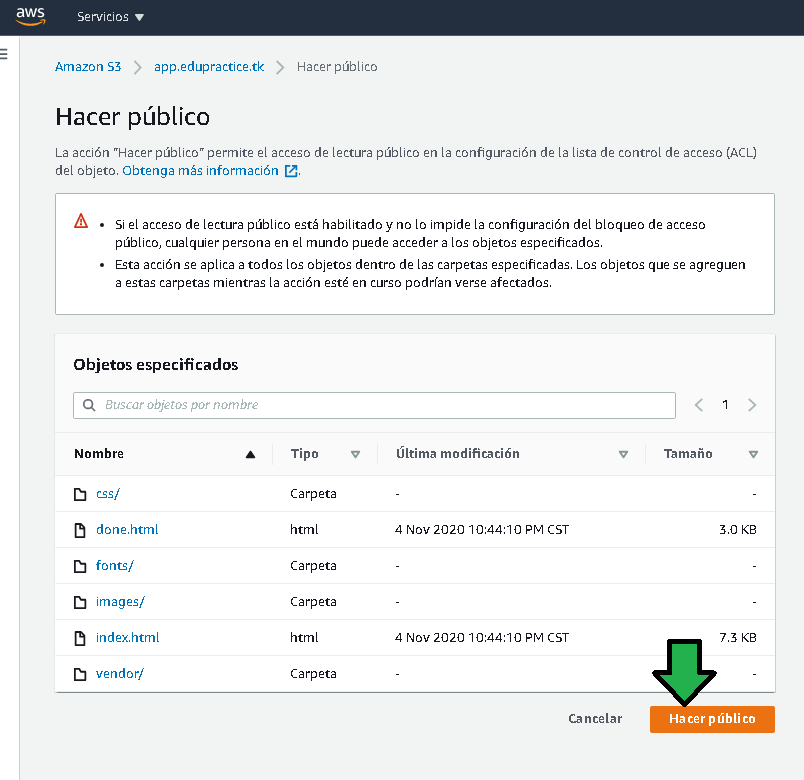 aws Servicios
Amazon S3 app.edupractice.tk Hacer público
Hacer público
La acción "Hacer público" permite el acceso de lectura público en la configuración de la lista de control de acceso (ACL)
del objeto. Obtenga más información.
• Si el acceso de lectura público está habilitado y no lo impide la configuración del bloqueo de acceso
público, cualquier persona en el mundo puede acceder a los objetos especificados.
• Esta acción se aplica a todos los objetos dentro de las carpetas especificadas. Los objetos que se agreguen
a estas carpetas mientras la acción esté en curso podrían verse afectados.
Objetos especificados
Buscar objetos por nombre 1
Nombre Tipo Última modificación Tamaño
css/ Carpeta - -
done.html html 4 Nov 2020 10:44:10 PM CST 3.0 KB
fonts/ Carpeta - -
images/ Carpeta - -
index.html html 4 Nov 2020 10:44:10 PM CST 7.3 KB
vendor/ Carpeta - -
Cancelar Hacer público